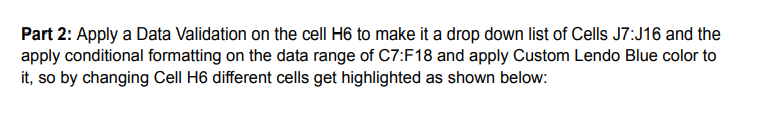 Part 2: Apply a Data Validation on the cell H6 to make it a drop down list of Cells J7:J16 and the
apply conditional formatting on the data range of C7:F18 and apply Custom Lendo Blue color to
it, so by changing Cell H6 different cells get highlighted as shown below: